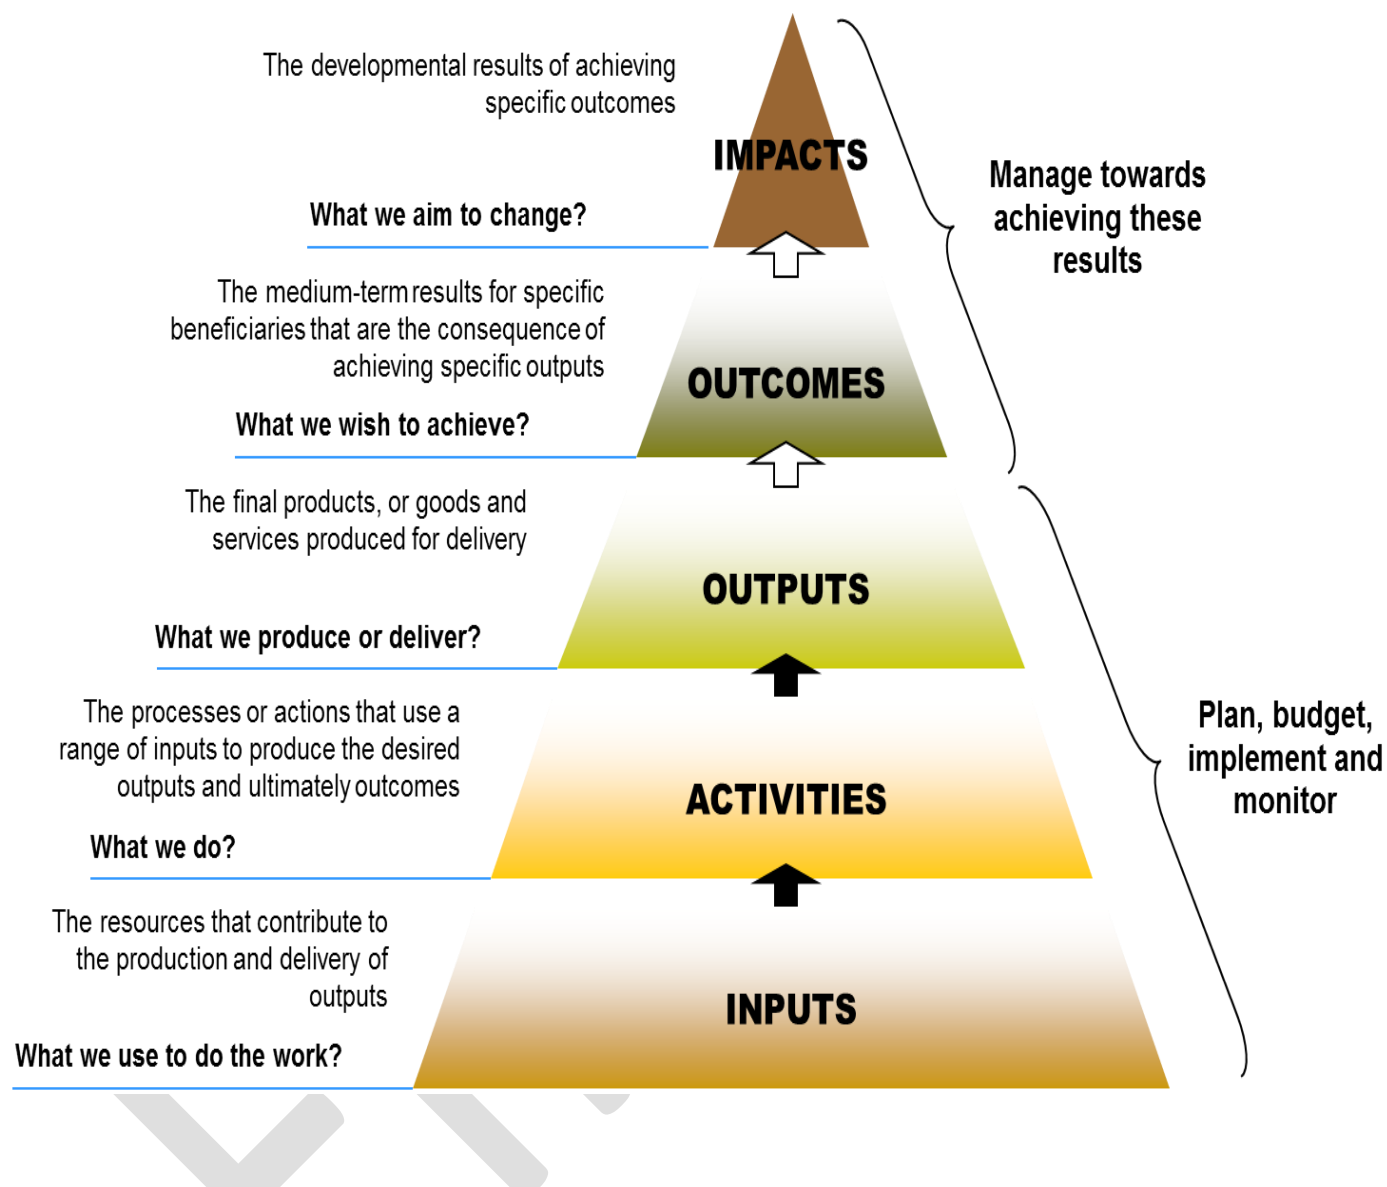 The developmental results of achieving
specific outcomes
IMPACTS
What we aim to change?
Manage towards
achieving these
results
The medium-term results for specific
beneficiaries that are the consequence of
achieving specific outputs
OUTCOMES
What we wish to achieve?
The final products, or goods and
services produced for delivery
OUTPUTS
What we produce or deliver?
The processes or actions that use a
range of inputs to produce the desired
outputs and ultimately outcomes
ACTIVITIES
What we do?
Plan, budget,
implement and
monitor
The resources that contribute to
the production and delivery of
outputs
INPUTS
What we use to do the work?